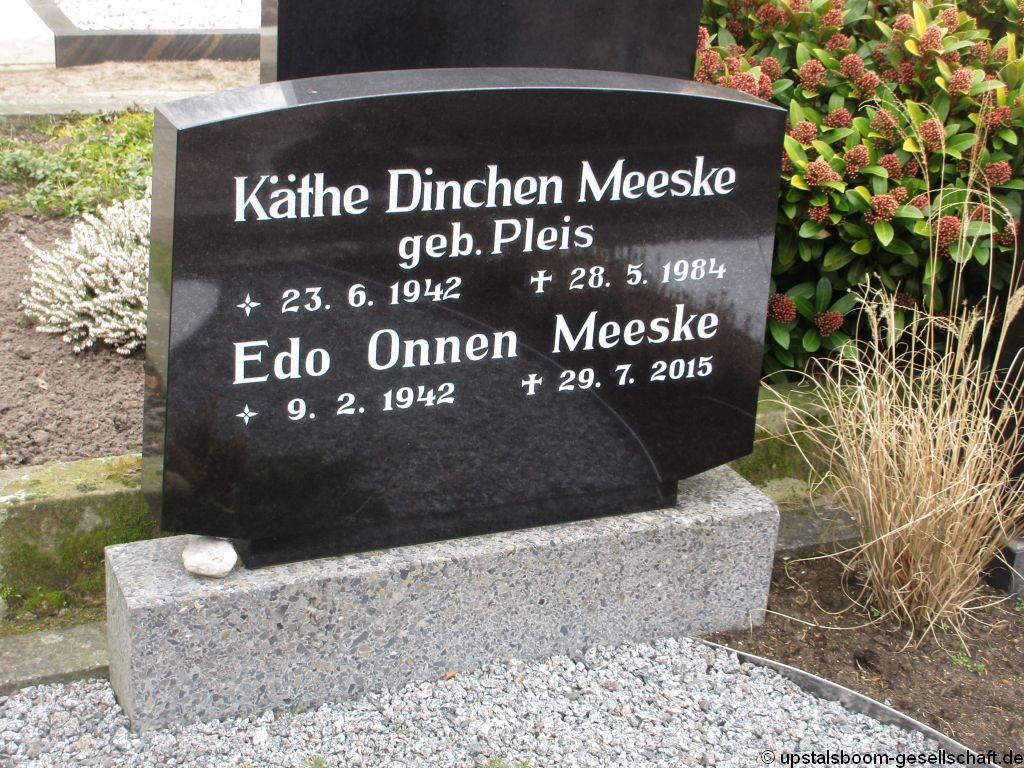 Käthe Dinchen Meeske
geb. Pleis
✧ 23. 6. 1942 ✝ 28. 5. 1984
Edo Onnen Meeske
✧ 9. 2. 1942 ✝ 29. 7. 2015
© upstalsboom-gesellschaft.de